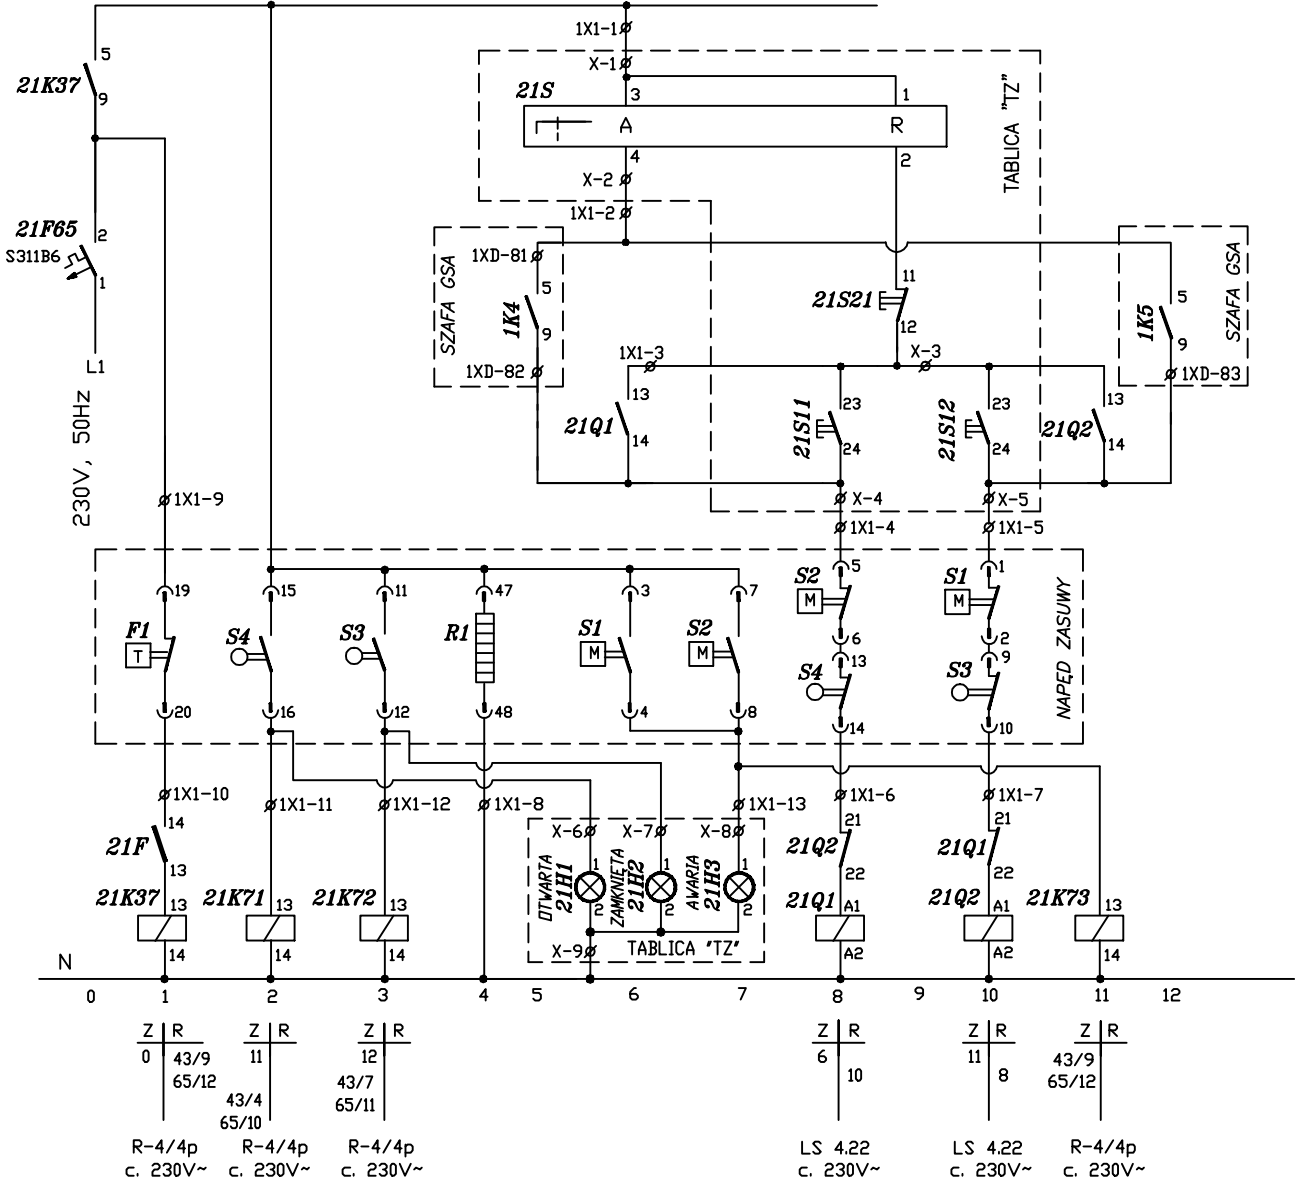 1X1-1
X-1
5
21K37
9
21S
3
1
A
R
4
2
TABLICA "TZ"
X-2
1X1-2
21F65
2
S311B6
1
L1
230V, 50Hz
SZAFA GSA
1XD-81
5
1K4
9
1XD-82
11
21S21
12
SZAFA GSA
5
1K5
9
1XD-83
1X1-3
X-3
13
21Q1
14
23
21S11
24
23
21S12
24
13
21Q2
14
1X1-9
X-4
X-5
1X1-4
1X1-5
NAPĘD ZASUWY
19
15
11
47
3
7
5
1
F1
T
S4
S3
R1
S1
M
S2
M
S2
M
S1
M
6
2
13
9
S4
S3
20
16
12
48
4
8
14
10
1X1-10
1X1-11
1X1-12
1X1-8
1X1-13
1X1-6
1X1-7
X-6
X-7
X-8
14
21F
13
OTWARTA
21H1
1
2
ZAMKNIĘTA
21H2
1
2
AWARIA
21H3
1
2
21
21Q2
22
21
21Q1
22
21K37
13
14
21K71
13
14
21K72
13
14
X-9
TABLICA "TZ"
21Q1
A1
A2
21Q2
A1
A2
21K73
13
14
N
0 1 2 3 4 5 6 7 8 9 10 11 12
Z R
0
43/9
65/12
R-4/4p
c. 230V~
Z R
11
43/4
65/10
R-4/4p
c. 230V~
Z R
12
43/7
65/11
R-4/4p
c. 230V~
Z R
6
10
LS 4.22
c. 230V~
Z R
11
8
LS 4.22
c. 230V~
Z R
43/9
65/12
R-4/4p
c. 230V~